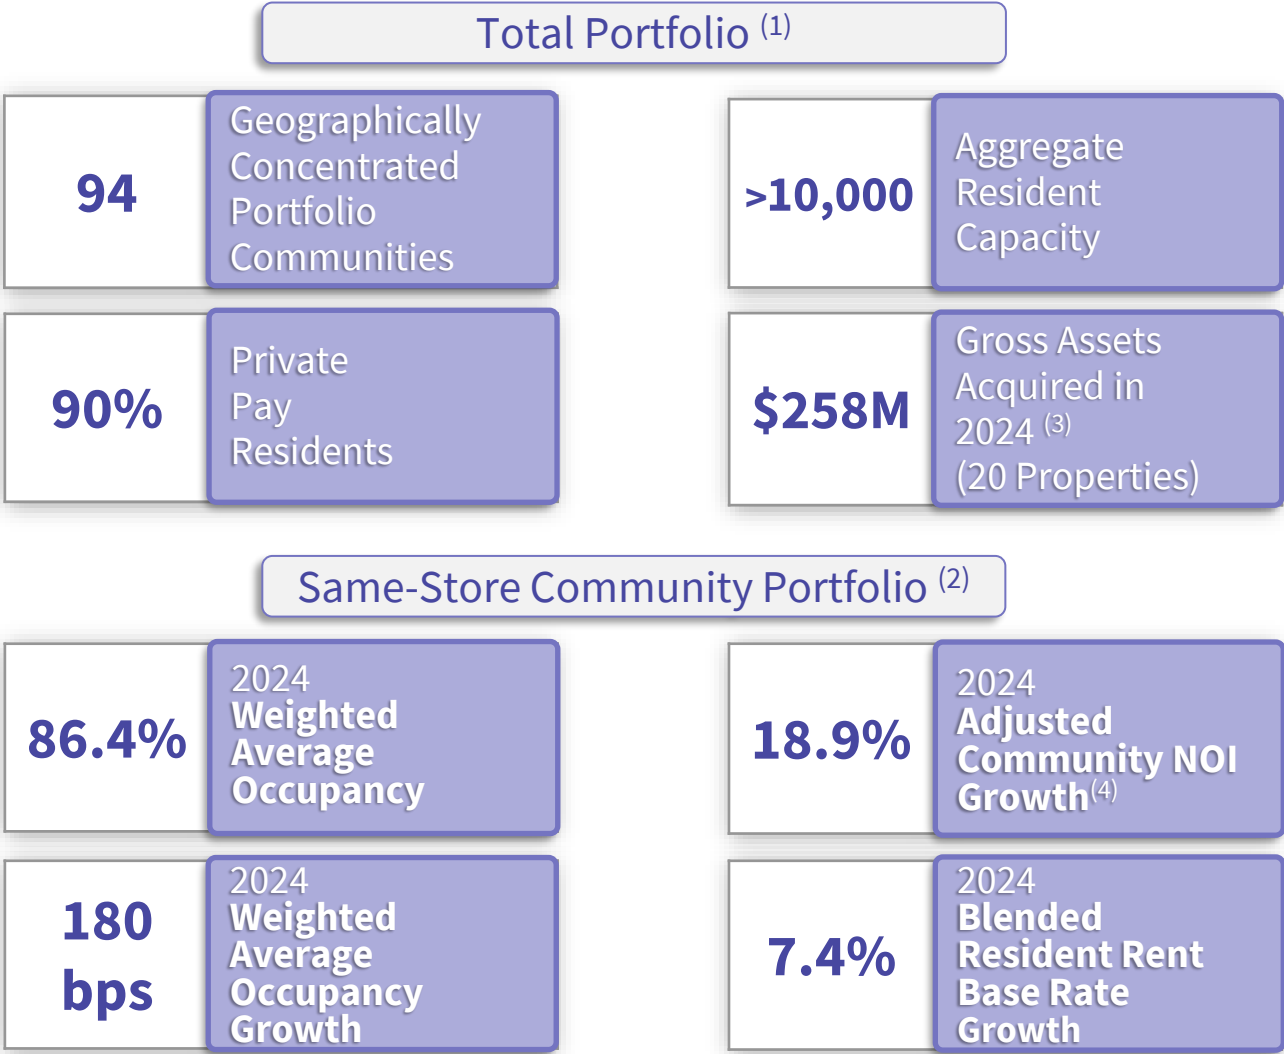 Total Portfolio (1)
94
Geographically
Concentrated
Portfolio
Communities
>10,000
Aggregate
Resident
Capacity
90%
Private
Pay
Residents
$258M
Gross Assets
Acquired in
2024 (3)
(20 Properties)
Same-Store Community Portfolio (2)
86.4%
2024
Weighted
Average
Occupancy
18.9%
2024
Adjusted
Community NOI
Growth(4)
180
bps
2024
Weighted
Average
Occupancy
Growth
7.4%
2024
Blended
Resident Rent
Base Rate
Growth